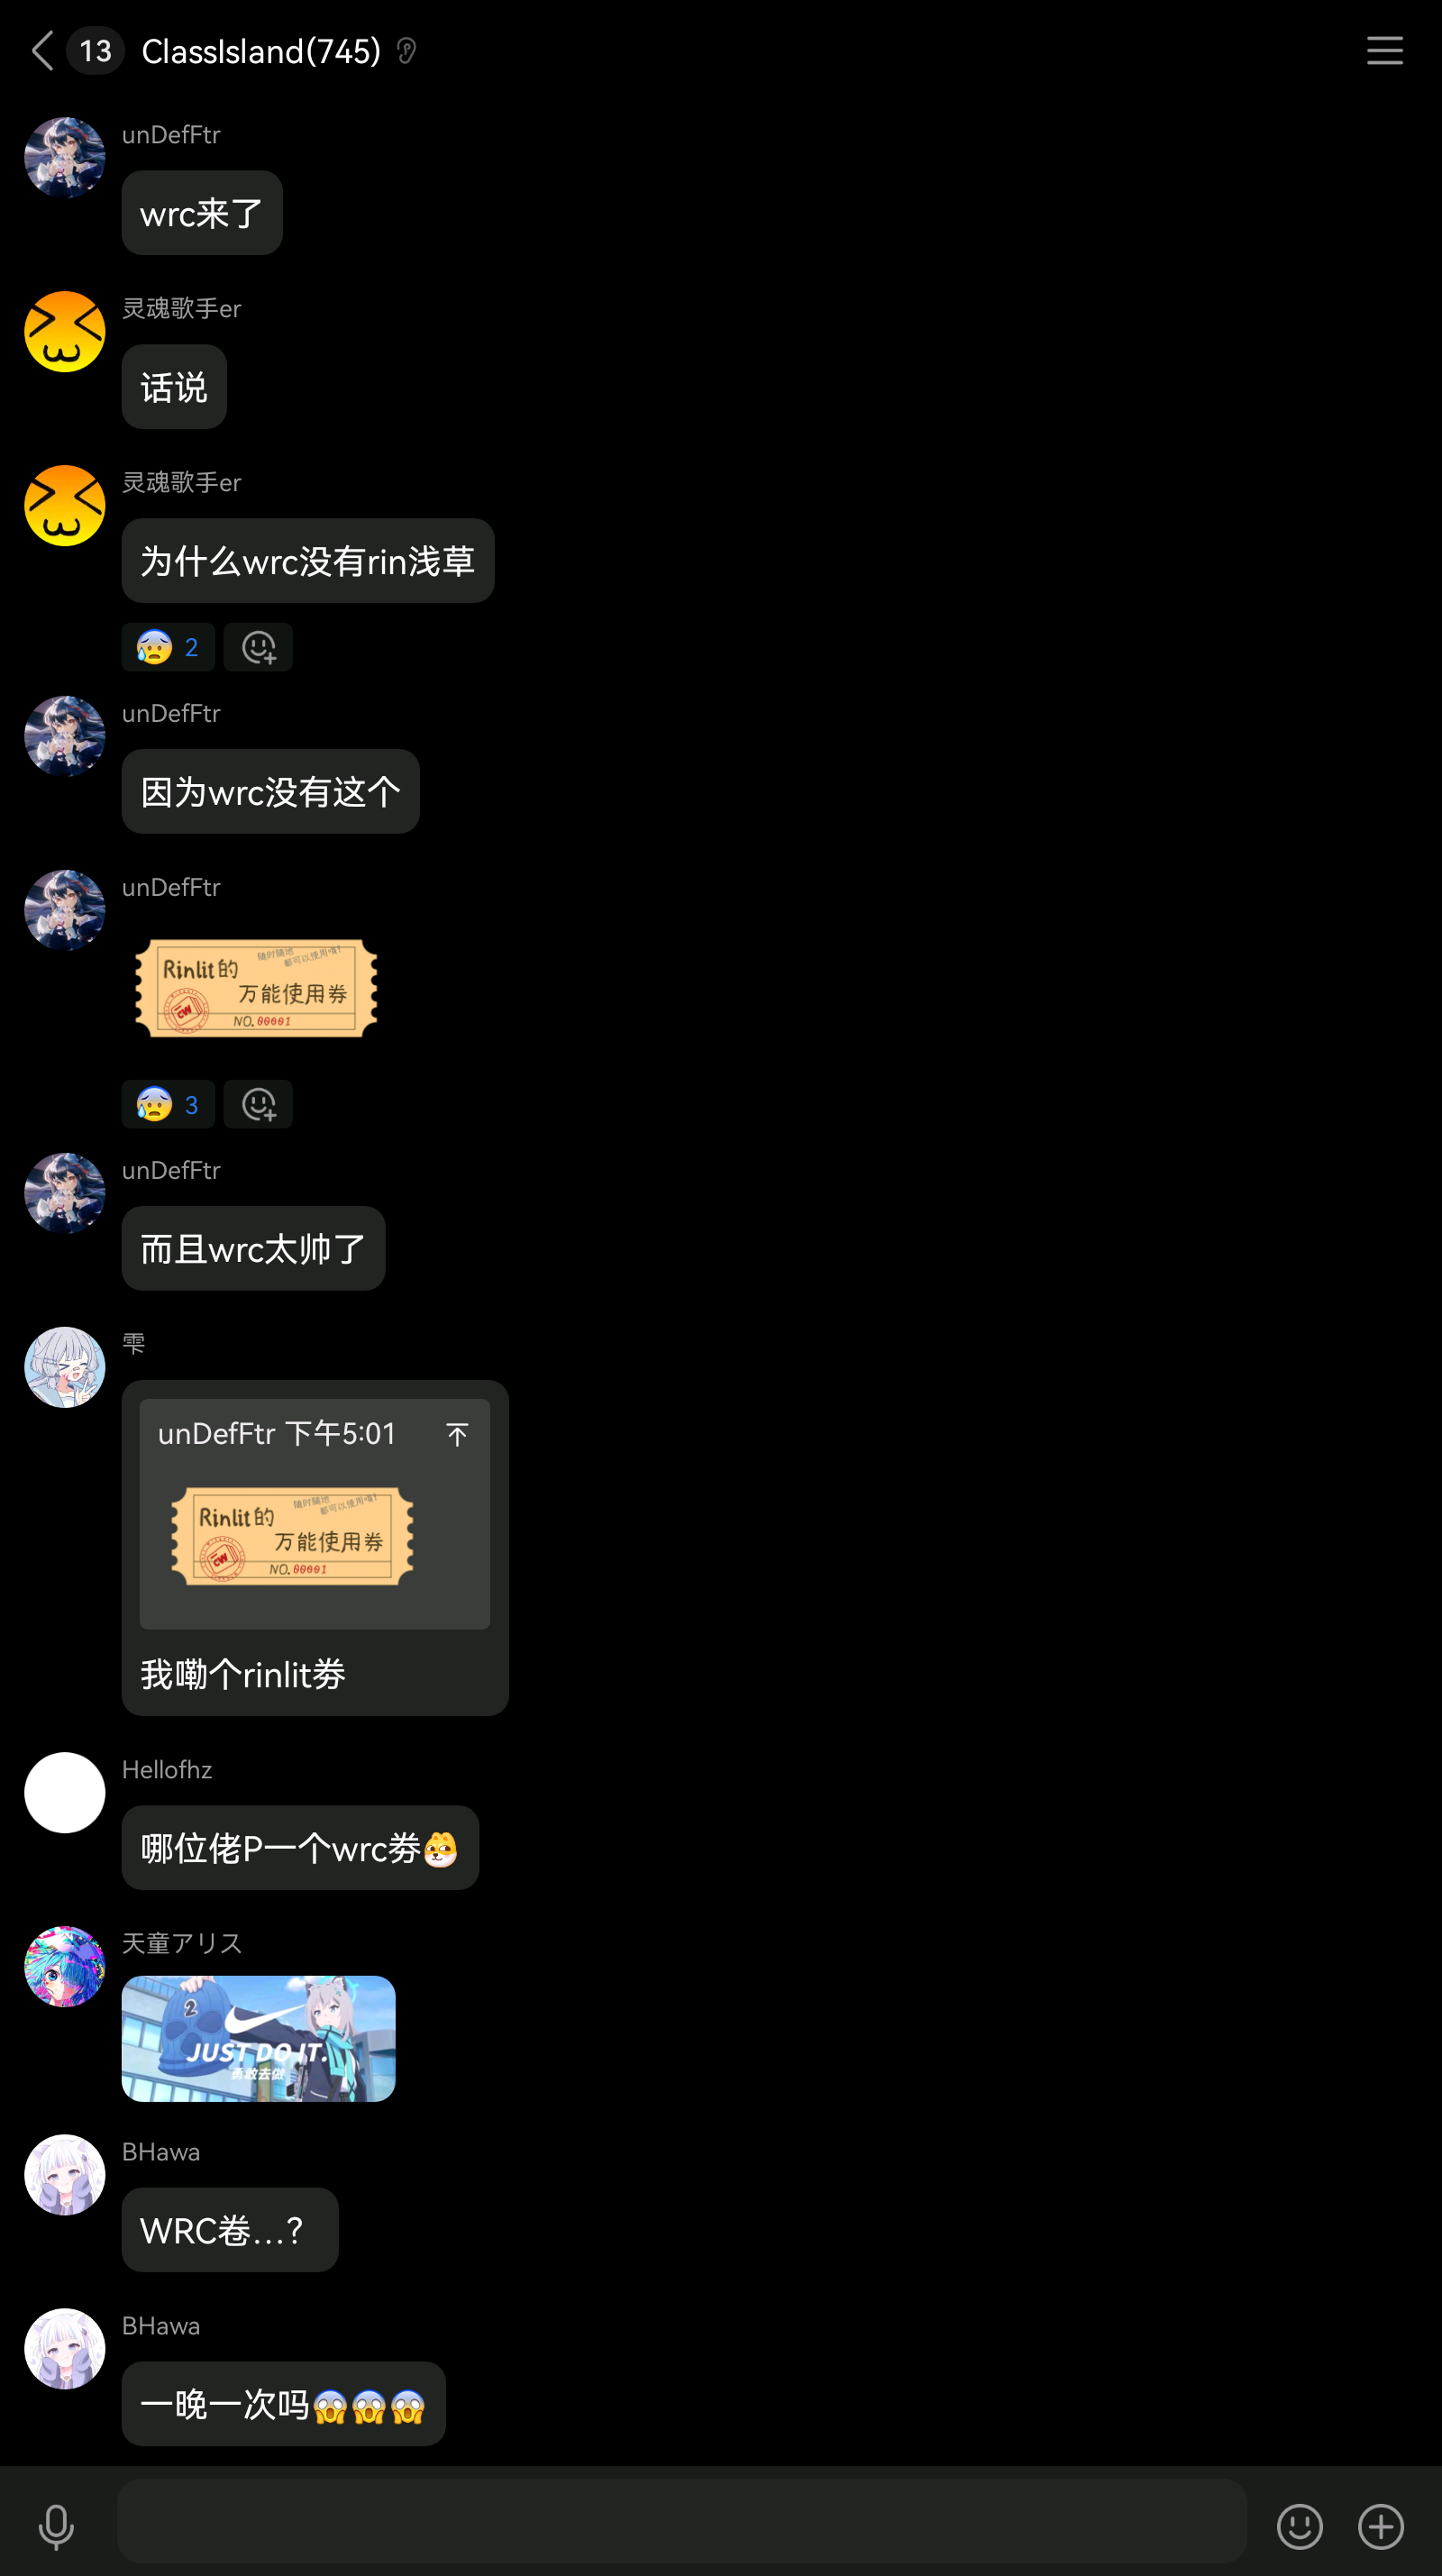 13 ClassIsland(745)
unDefFtr
wrc来了
灵魂歌手er
话说
灵魂歌手er
为什么wrc没有rin浅草
2
unDefFtr
因为wrc没有这个
unDefFtr
随时随地
都可以使用哦!
Rinlit的
万能使用券
CW
NO.00001
3
unDefFtr
而且wrc太帅了
雫
unDefFtr 下午5:01
随时随地
都可以使用哦!
Rinlit的
万能使用券
CW
NO.00001
我嘞个rinlit劵
Hellofhz
哪位佬P一个wrc劵
天童アリス
2
JUST DO IT.
勇敢去做
BHawa
WRC卷...?
BHawa
一晚一次吗😱😱😱